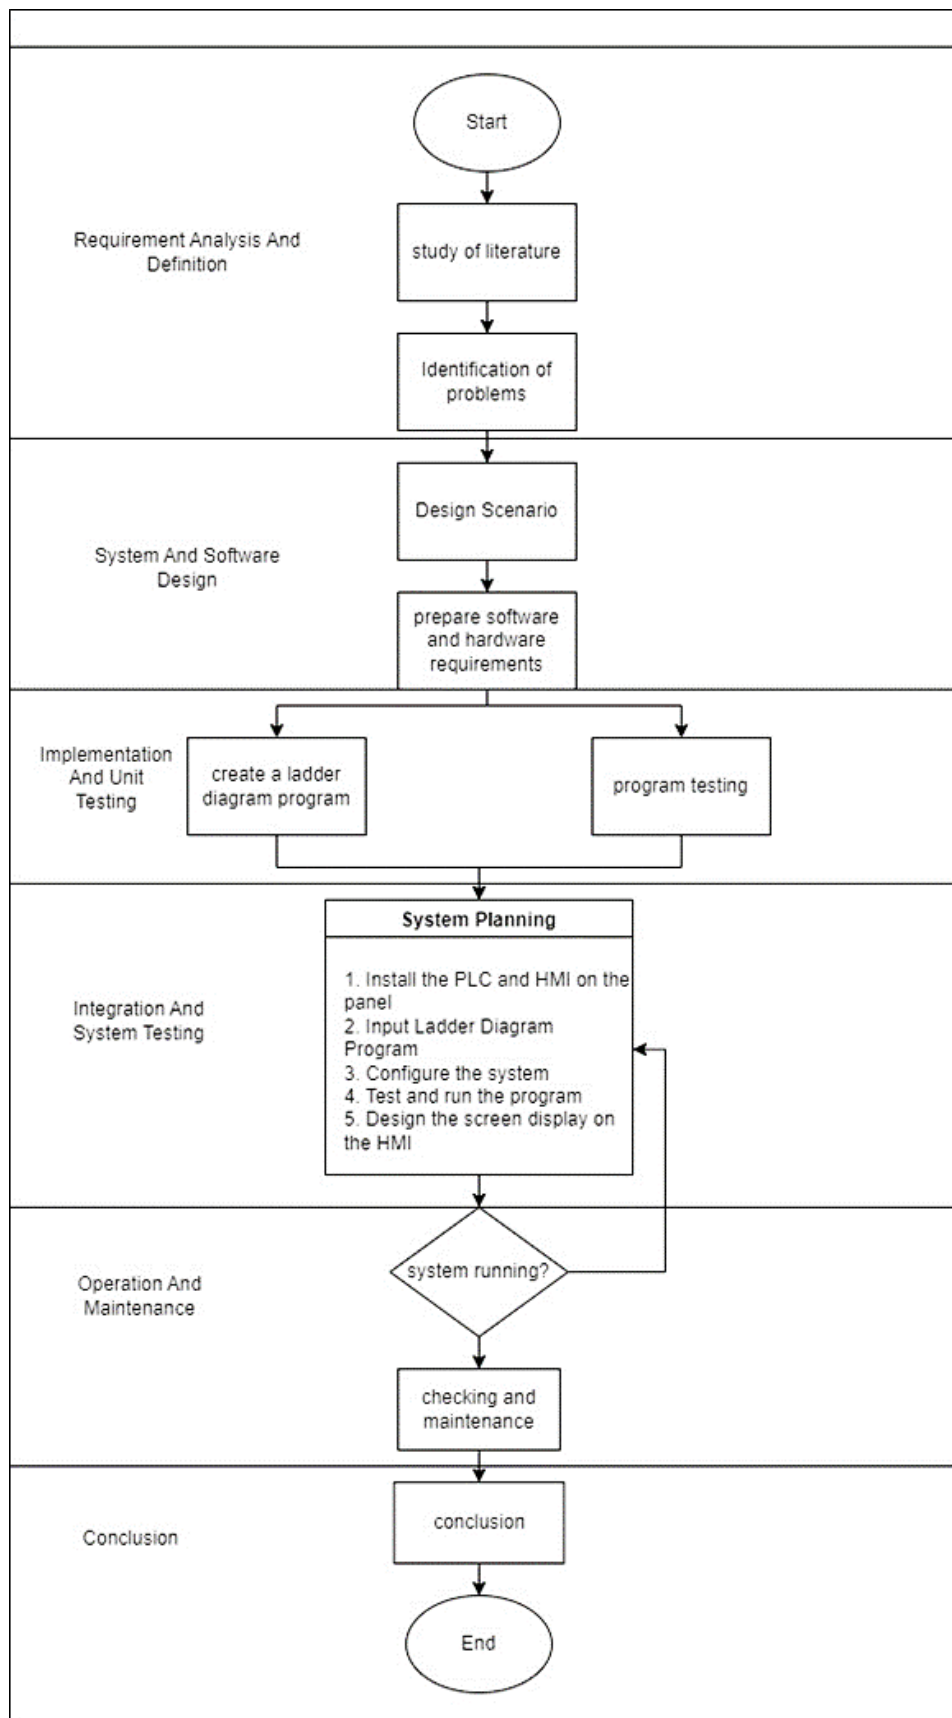 Start
Requirement Analysis And
Definition
study of literature
Identification of
problems
System And Software
Design
Design Scenario
prepare software
and hardware
requirements
Implementation
And Unit
Testing
create a ladder
diagram program
program testing
Integration And
System Testing
System Planning
1. Install the PLC and HMI on the
panel
2. Input Ladder Diagram
Program
3. Configure the system
4. Test and run the program
5. Design the screen display on
the HMI
Operation And
Maintenance
system running?
checking and
maintenance
Conclusion
conclusion
End